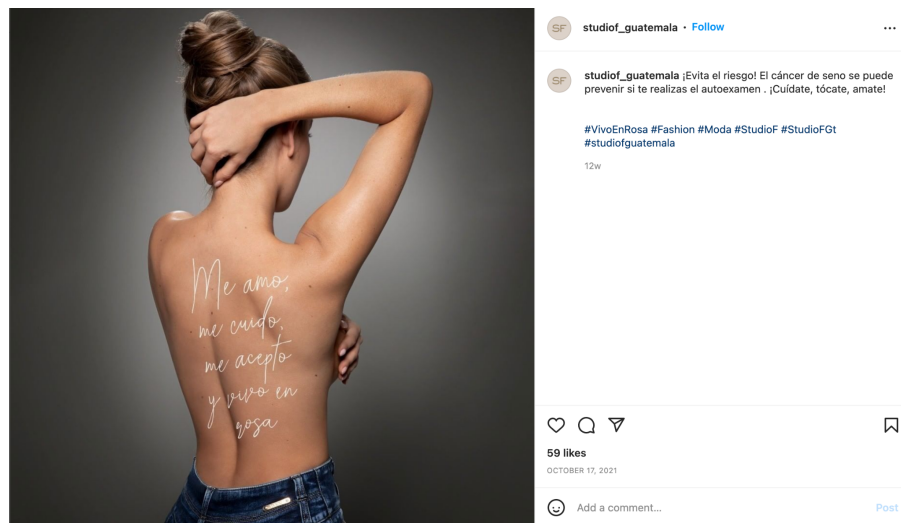 Me amo,
me cuido,
me acepto
y vivo en
rosa
SF
studiof_guatemala • Follow
SF
studiof_guatemala ¡Evita el riesgo! El cáncer de seno se puede
prevenir si te realizas el autoexamen . ¡Cuídate, tócate, amate!
#VivoEnRosa #Fashion #Moda #StudioF #StudioFGt
#studiofguatemala
12w
59 likes
OCTOBER 17, 2021
Add a comment...
Post